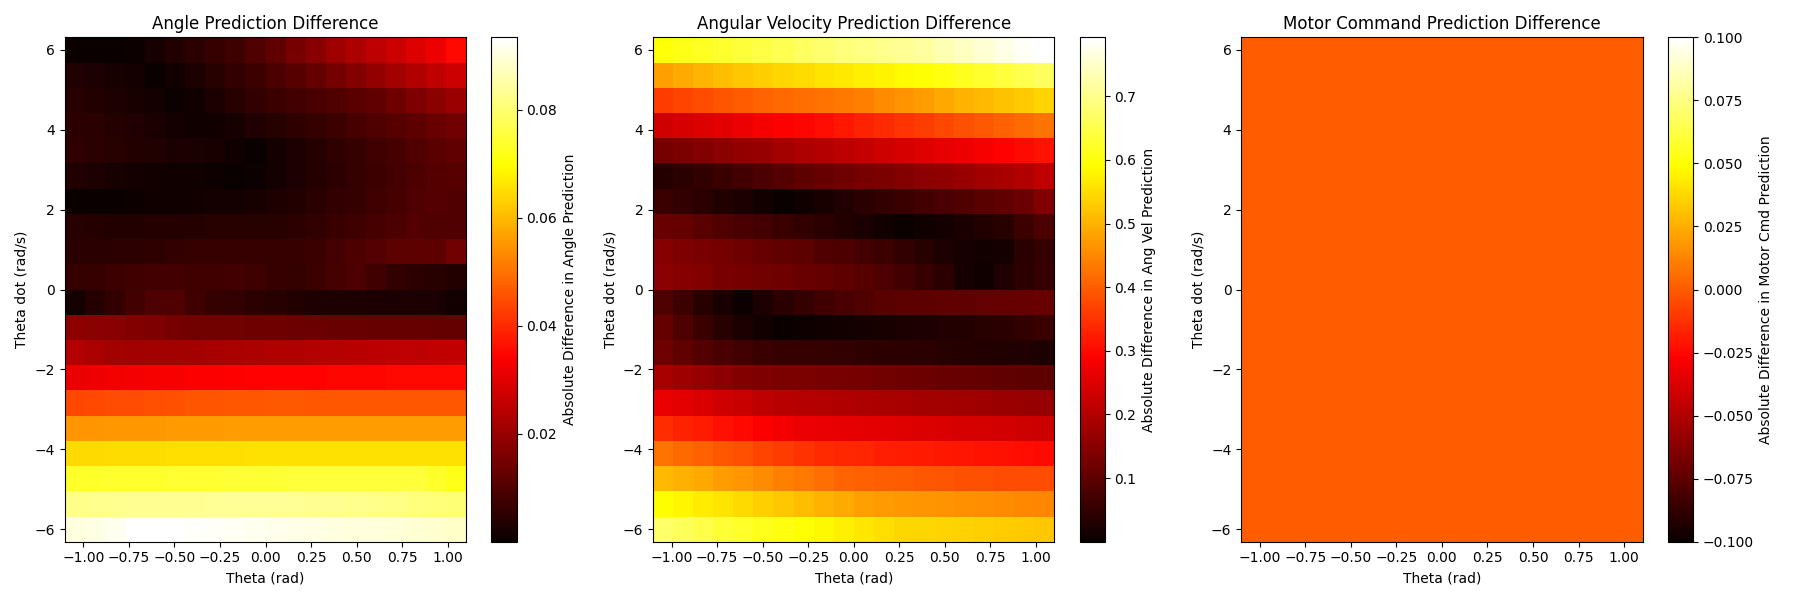 Angle Prediction Difference
6
4
2
0
−2
−4
−6
Theta dot (rad/s)
−1.00 −0.75 −0.50 −0.25 0.00 0.25 0.50 0.75 1.00
Theta (rad)
0.08
0.06
0.04
0.02
Absolute Difference in Angle Prediction
Angular Velocity Prediction Difference
6
4
2
0
−2
−4
−6
Theta dot (rad/s)
−1.00 −0.75 −0.50 −0.25 0.00 0.25 0.50 0.75 1.00
Theta (rad)
0.7
0.6
0.5
0.4
0.3
0.2
0.1
Absolute Difference in Ang Vel Prediction
Motor Command Prediction Difference
6
4
2
0
−2
−4
−6
Theta dot (rad/s)
−1.00 −0.75 −0.50 −0.25 0.00 0.25 0.50 0.75 1.00
Theta (rad)
0.100
0.075
0.050
0.025
0.000
−0.025
−0.050
−0.075
−0.100
Absolute Difference in Motor Cmd Prediction